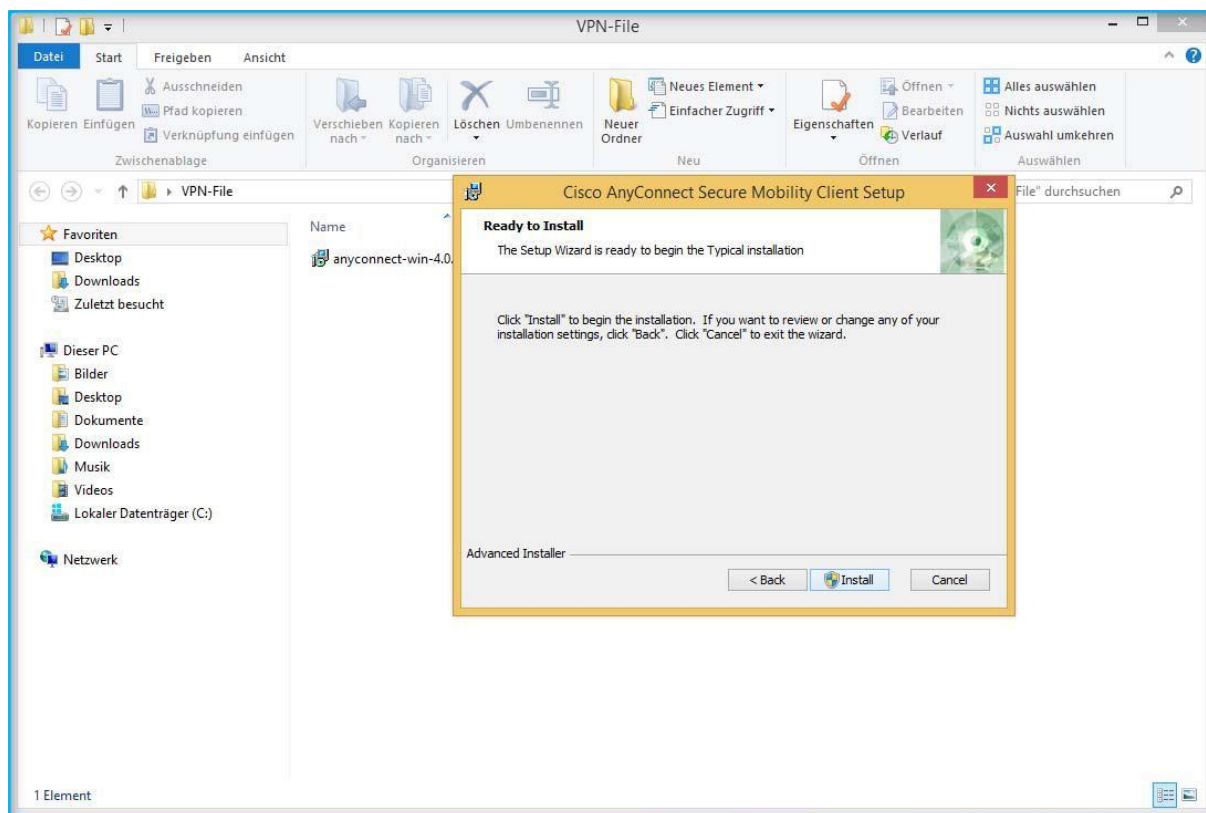 VPN-File
Datei Start Freigeben Ansicht
Kopieren
Einfügen
Ausschneiden
Pfad kopieren
Verknüpfung einfügen
Zwischenablage
Verschieben nach
Kopieren nach
Löschen
Umbenennen
Organisieren
Neuer Ordner
Neues Element
Einfacher Zugriff
Neu
Eigenschaften
Öffnen
Bearbeiten
Verlauf
Öffnen
Alles auswählen
Nichts auswählen
Auswahl umkehren
Auswählen
VPN-File
File" durchsuchen
Favoriten
Desktop
Downloads
Zuletzt besucht
Dieser PC
Bilder
Desktop
Dokumente
Downloads
Musik
Videos
Lokaler Datenträger (C:)
Netzwerk
Name
anyconnect-win-4.0.
Cisco AnyConnect Secure Mobility Client Setup
Ready to Install
The Setup Wizard is ready to begin the Typical installation
Click "Install" to begin the installation. If you want to review or change any of your
installation settings, click "Back". Click "Cancel" to exit the wizard.
Advanced Installer
< Back Install Cancel
1 Element